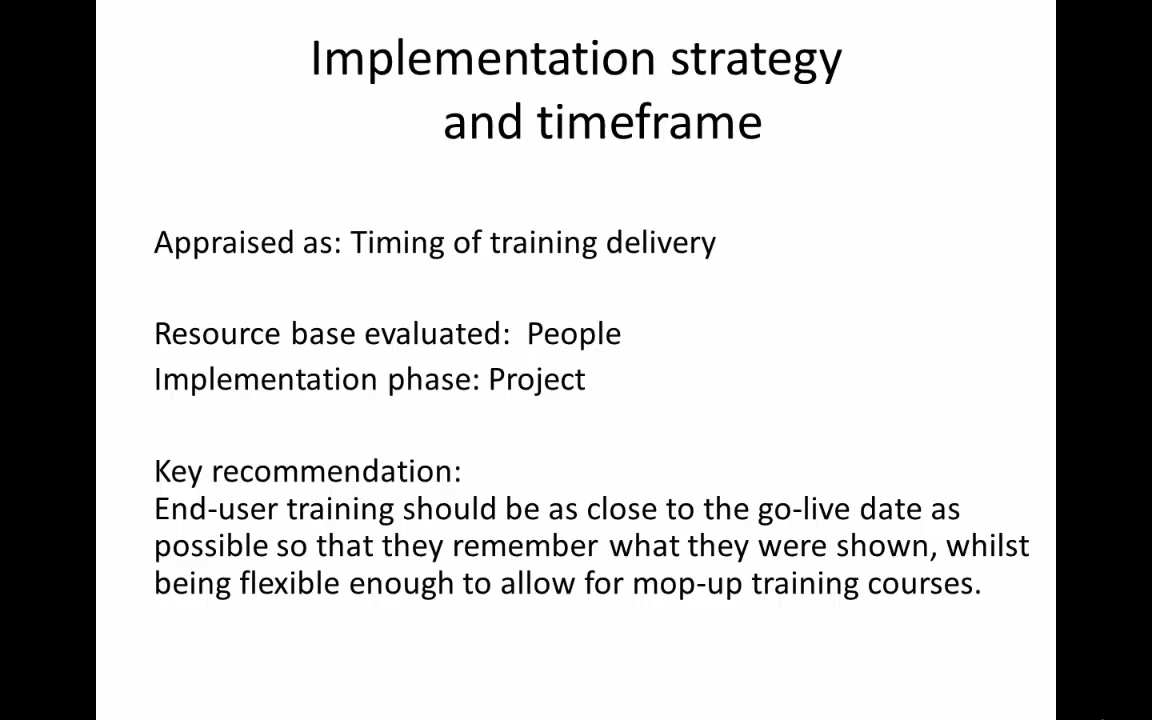 Implementation strategy
and timeframe
Appraised as: Timing of training delivery
Resource base evaluated:  People
Implementation phase: Project
Key recommendation:
End-user training should be as close to the go-live date as
possible so that they remember what they were shown, whilst
being flexible enough to allow for mop-up training courses.